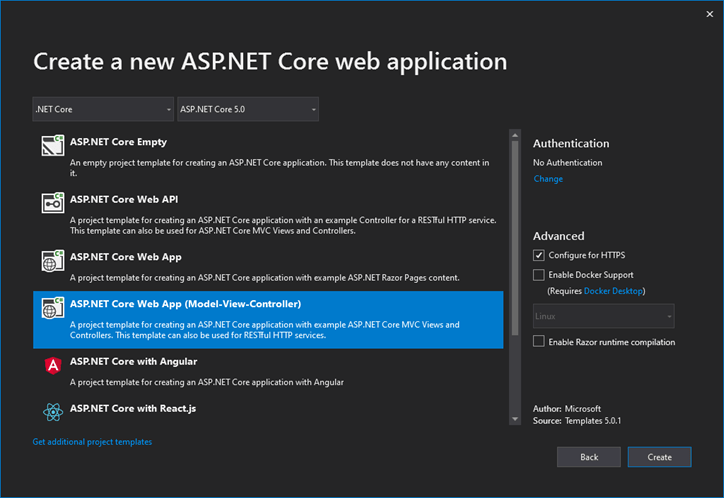 Create a new ASP.NET Core web application
.NET Core
ASP.NET Core 5.0
ASP.NET Core Empty
An empty project template for creating an ASP.NET Core application. This template does not have any content in
it.
ASP.NET Core Web API
A project template for creating an ASP.NET Core application with an example Controller for a RESTful HTTP service.
This template can also be used for ASP.NET Core MVC Views and Controllers.
ASP.NET Core Web App
A project template for creating an ASP.NET Core application with example ASP.NET Razor Pages content.
ASP.NET Core Web App (Model-View-Controller)
A project template for creating an ASP.NET Core application with example ASP.NET Core MVC Views and
Controllers. This template can also be used for RESTful HTTP services.
ASP.NET Core with Angular
A project template for creating an ASP.NET Core application with Angular
ASP.NET Core with React.js
Get additional project templates
Authentication
No Authentication
Change
Advanced
Configure for HTTPS
Enable Docker Support
(Requires Docker Desktop)
Linux
Enable Razor runtime compilation
Author: Microsoft
Source: Templates 5.0.1
Back
Create